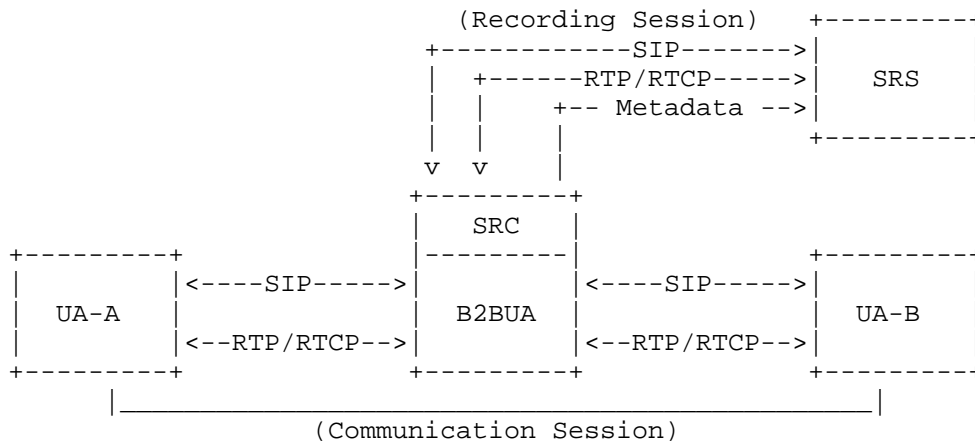 (Recording Session)
SIP
RTP/RTCP
SRS
Metadata
SRC
SIP
SIP
UA-A
B2BUA
UA-B
RTP/RTCP
RTP/RTCP
(Communication Session)